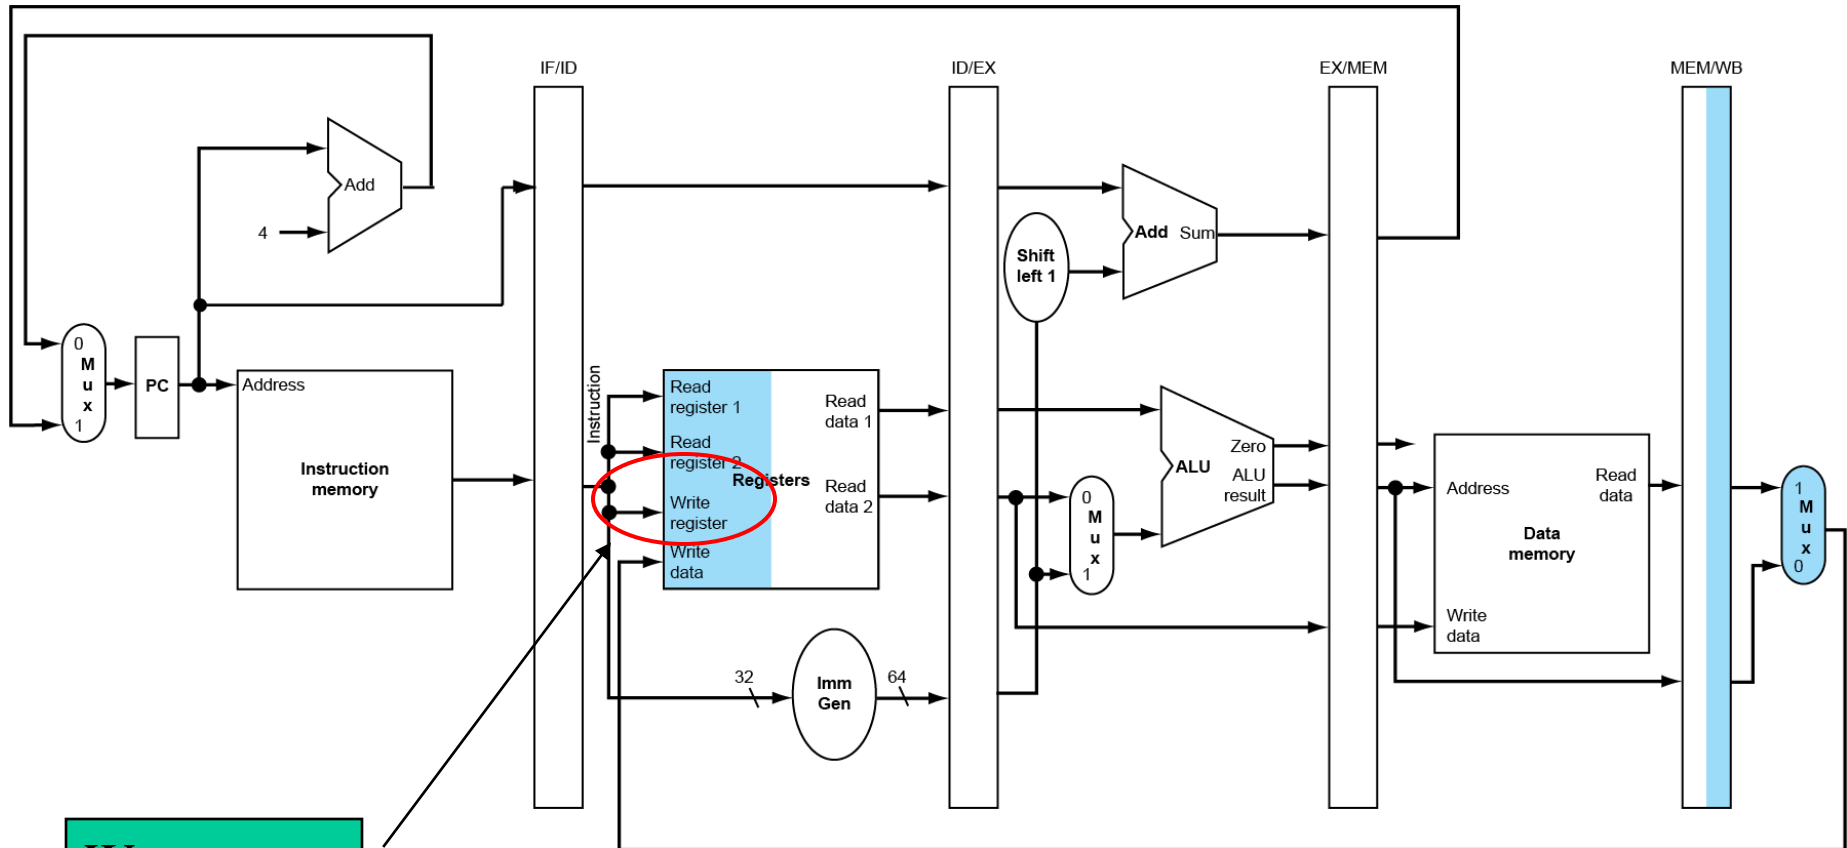 IF/ID
ID/EX
EX/MEM
MEM/WB
Add
4
Add Sum
Shift
left 1
0
M
u
x
1
PC
Address
Instruction
memory
Instruction
Read
register 1
Read
register 2
Registers
Write
register
Write
data
Read
data 1
Read
data 2
0
M
u
x
1
Zero
ALU
ALU
result
Address
Read
data
Data
memory
Write
data
1
M
u
x
0
32
Imm
Gen
64